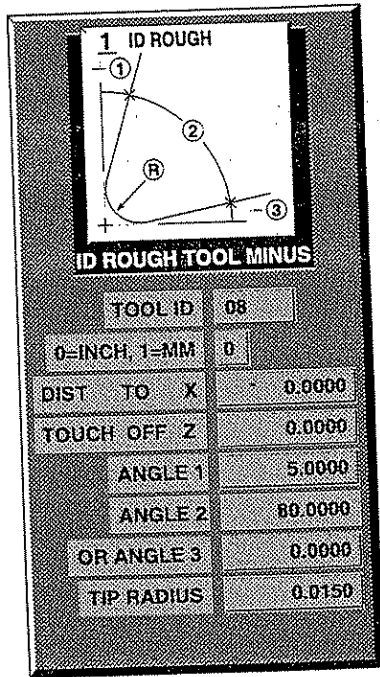 1 ID ROUGH
1
2
R
3
ID ROUGH TOOL MINUS
TOOL ID 08
0=INCH, 1=MM 0
DIST TO X 0.0000
TOUCH OFF Z 0.0000
ANGLE 1 5.0000
ANGLE 2 80.0000
OR ANGLE 3 0.0000
TIP RADIUS 0.0150